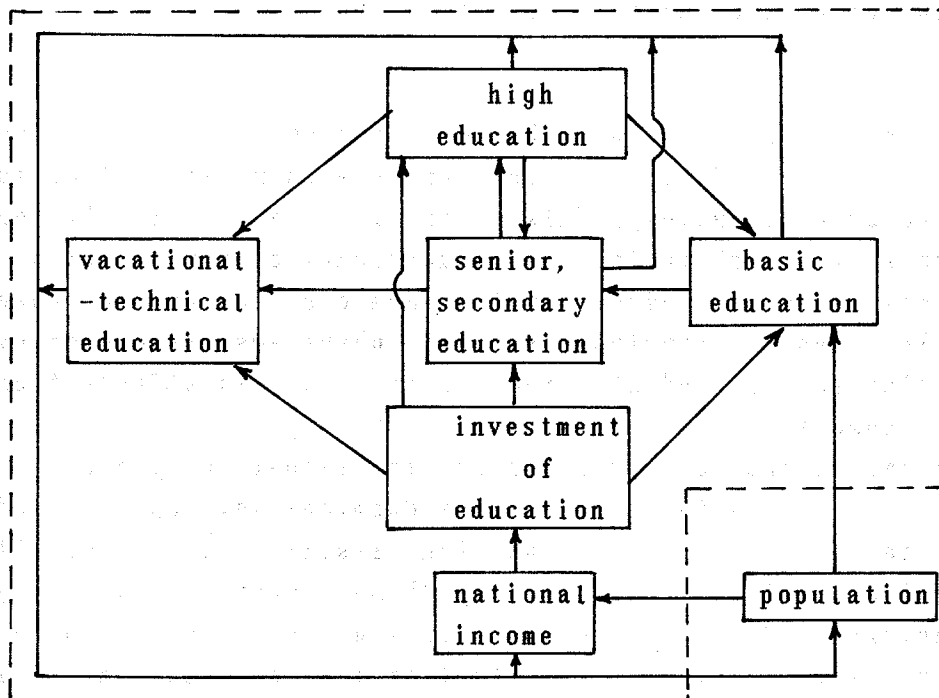 high
education
vacational
-technical
education
senior,
secondary
education
basic
education
investment
of
education
national
income
population